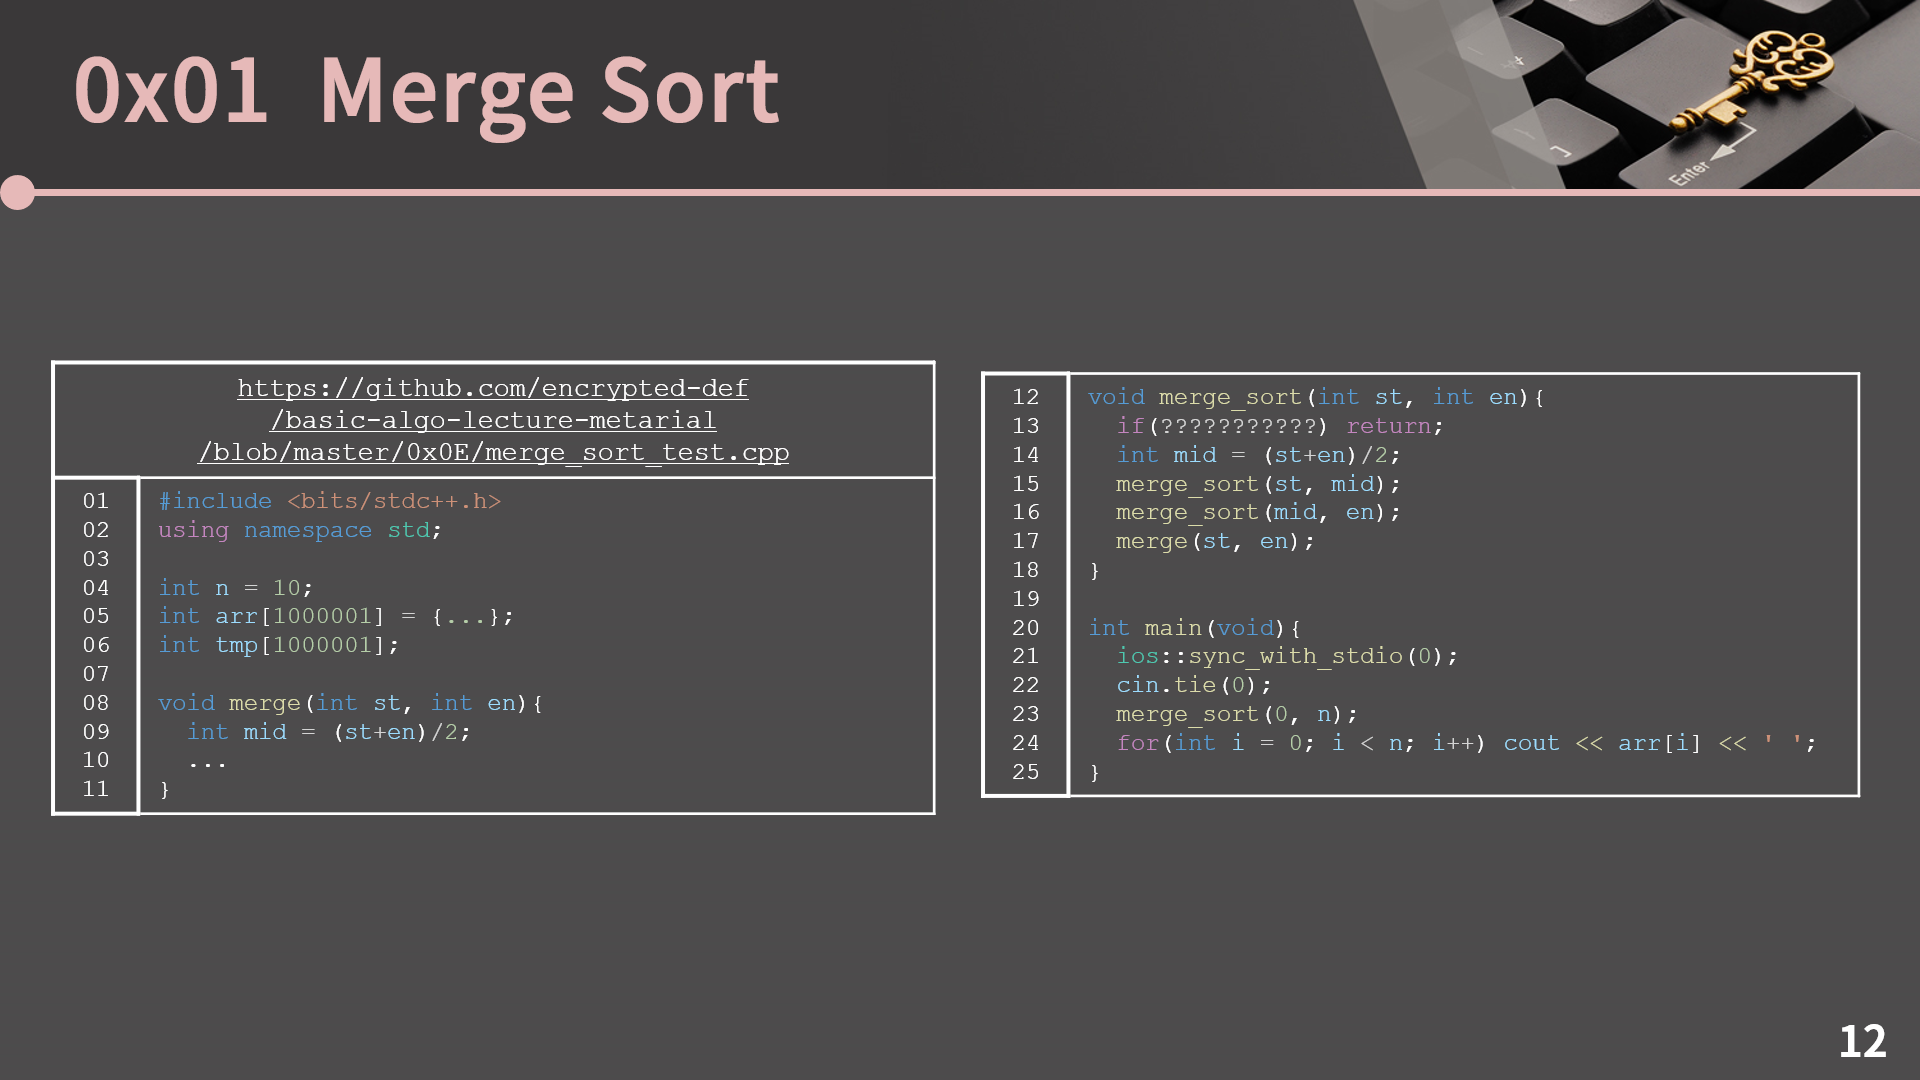 0x01 Merge Sort
Enter
https://github.com/encrypted-def
/basic-algo-lecture-metarial
/blob/master/0x0E/merge_sort_test.cpp
01 #include <bits/stdc++.h>
02 using namespace std;
03
04 int n = 10;
05 int arr[1000001] = {...};
06 int tmp[1000001];
07
08 void merge(int st, int en){
09   int mid = (st+en)/2;
10   ...
11 }
12 void merge_sort(int st, int en){
13   if(???????????) return;
14   int mid = (st+en)/2;
15   merge_sort(st, mid);
16   merge_sort(mid, en);
17   merge(st, en);
18 }
19
20 int main(void){
21   ios::sync_with_stdio(0);
22   cin.tie(0);
23   merge_sort(0, n);
24   for(int i = 0; i < n; i++) cout << arr[i] << ' ';
25 }
12